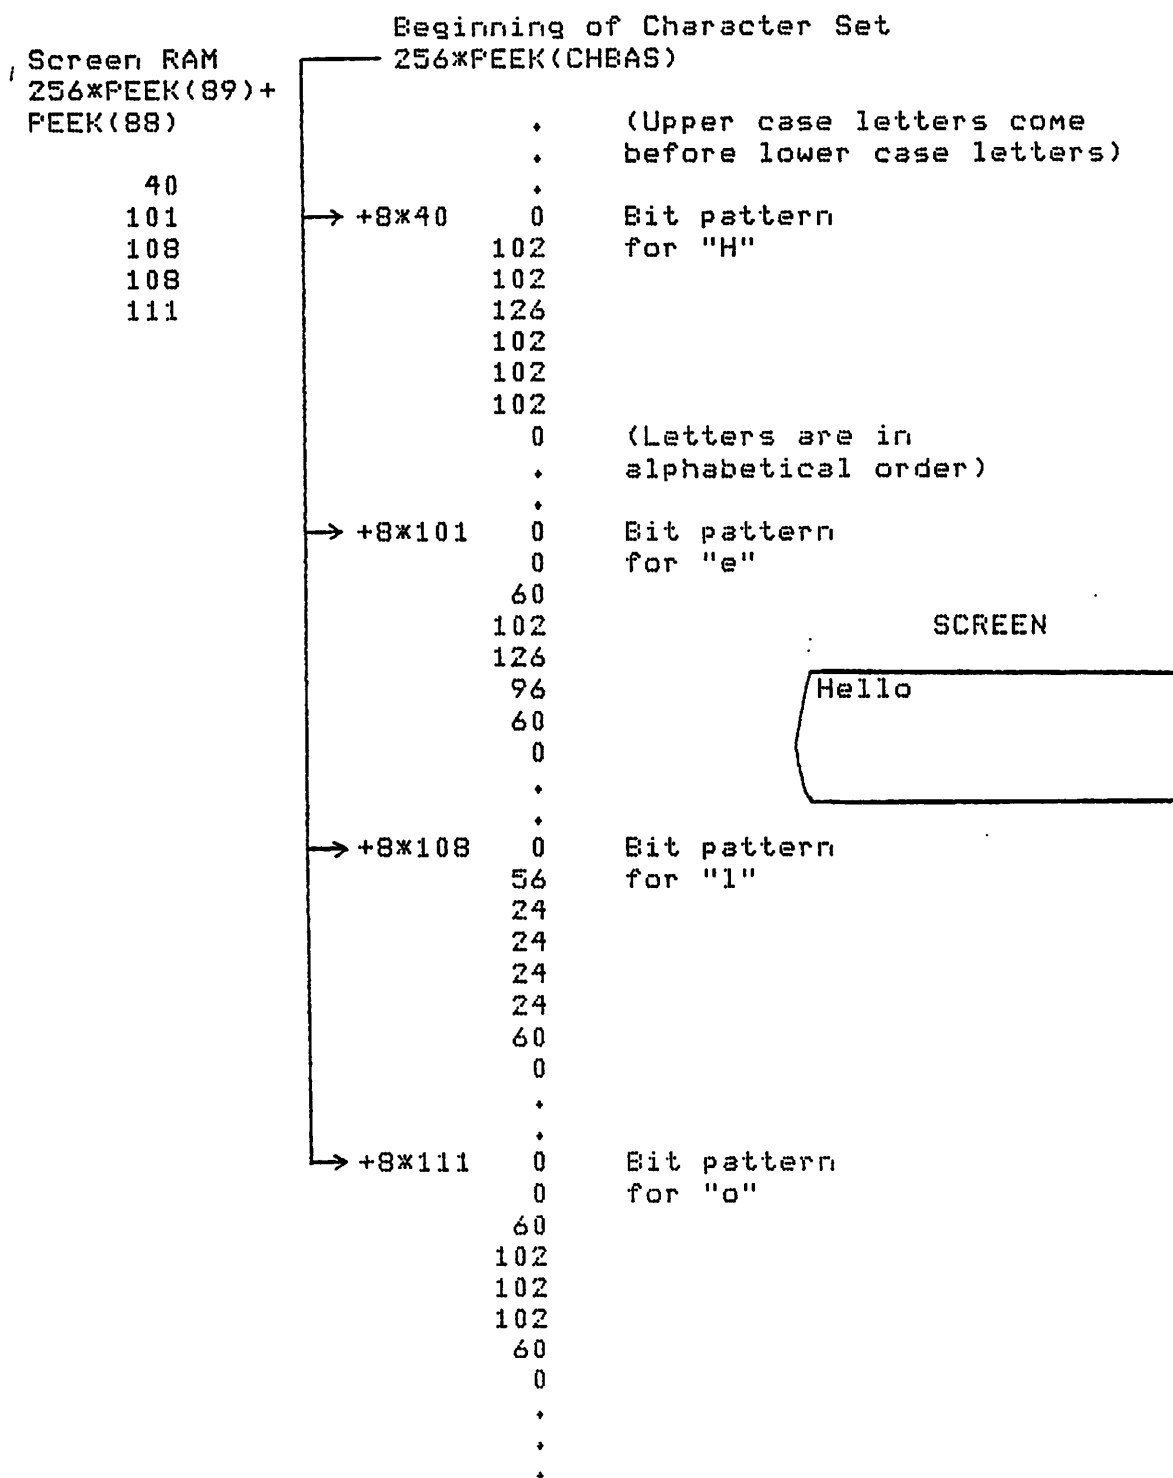 Beginning of Character Set
Screen RAM 256*PEEK(CHBAS)
256*PEEK(89)+
PEEK(88) . (Upper case letters come
. before lower case letters)
40 .
101 +8*40 0 Bit pattern
108 102 for "H"
108 102
111 126
102
102
102
0 (Letters are in
. alphabetical order)
.
+8*101 0 Bit pattern
0 for "e"
60
102 SCREEN
126
96 Hello
60
0
.
.
+8*108 0 Bit pattern
56 for "l"
24
24
24
24
60
0
.
.
+8*111 0 Bit pattern
0 for "o"
60
102
102
102
60
0
.
.
.